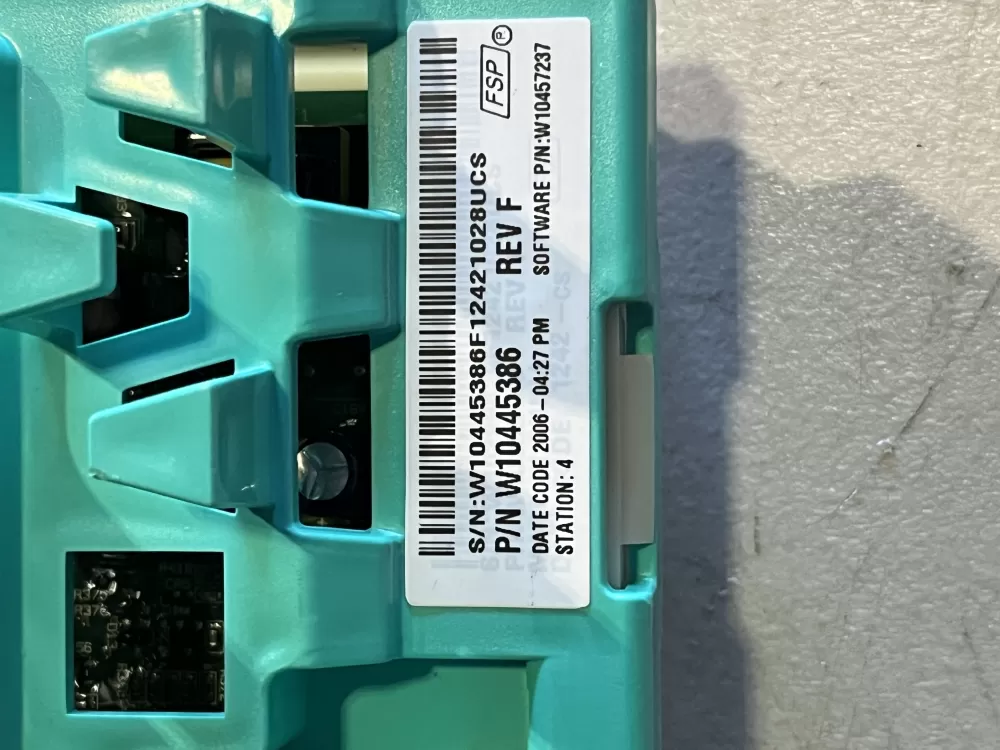 FSP ®
S/N:W10445386F12421028UCS
P/N W10445386 REV F
DATE CODE 2006-04:27 PM SOFTWARE P/N:W10457237
STATION: 4